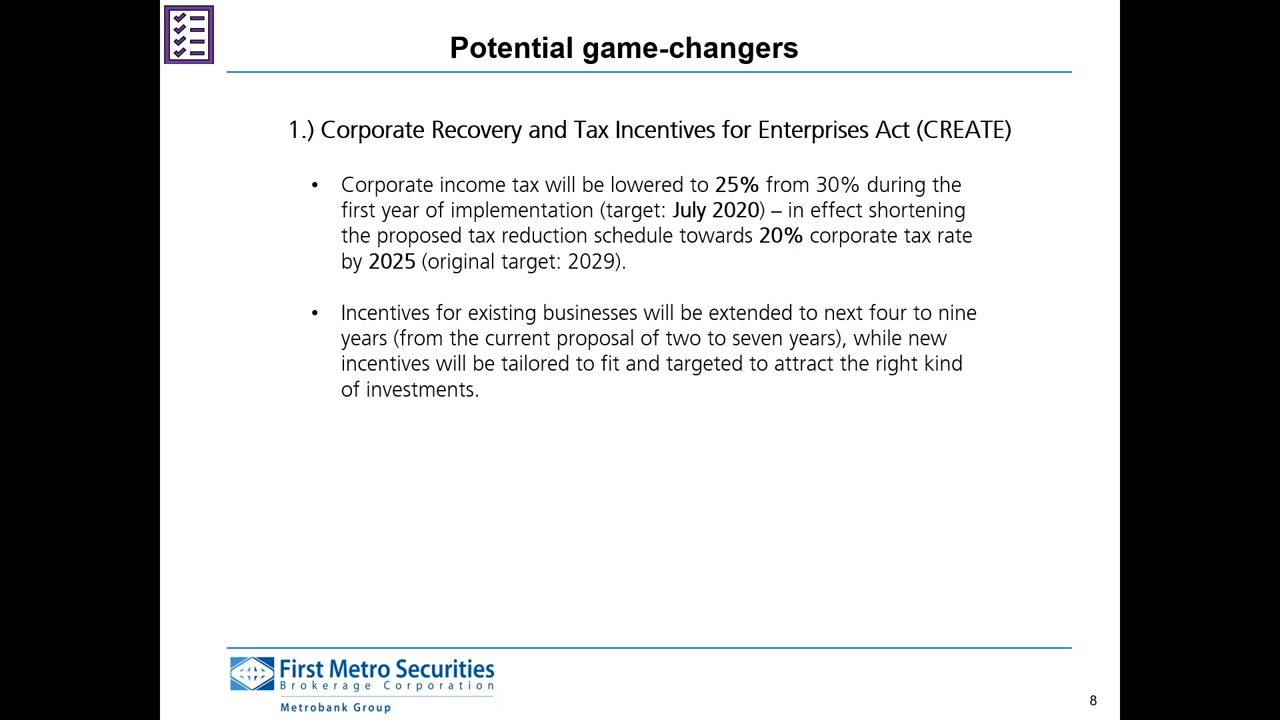 Potential game-changers
1.) Corporate Recovery and Tax Incentives for Enterprises Act (CREATE)
• Corporate income tax will be lowered to 25% from 30% during the
first year of implementation (target: July 2020) – in effect shortening
the proposed tax reduction schedule towards 20% corporate tax rate
by 2025 (original target: 2029).
• Incentives for existing businesses will be extended to next four to nine
years (from the current proposal of two to seven years), while new
incentives will be tailored to fit and targeted to attract the right kind
of investments.
First Metro Securities
Brokerage Corporation
Metrobank Group
8